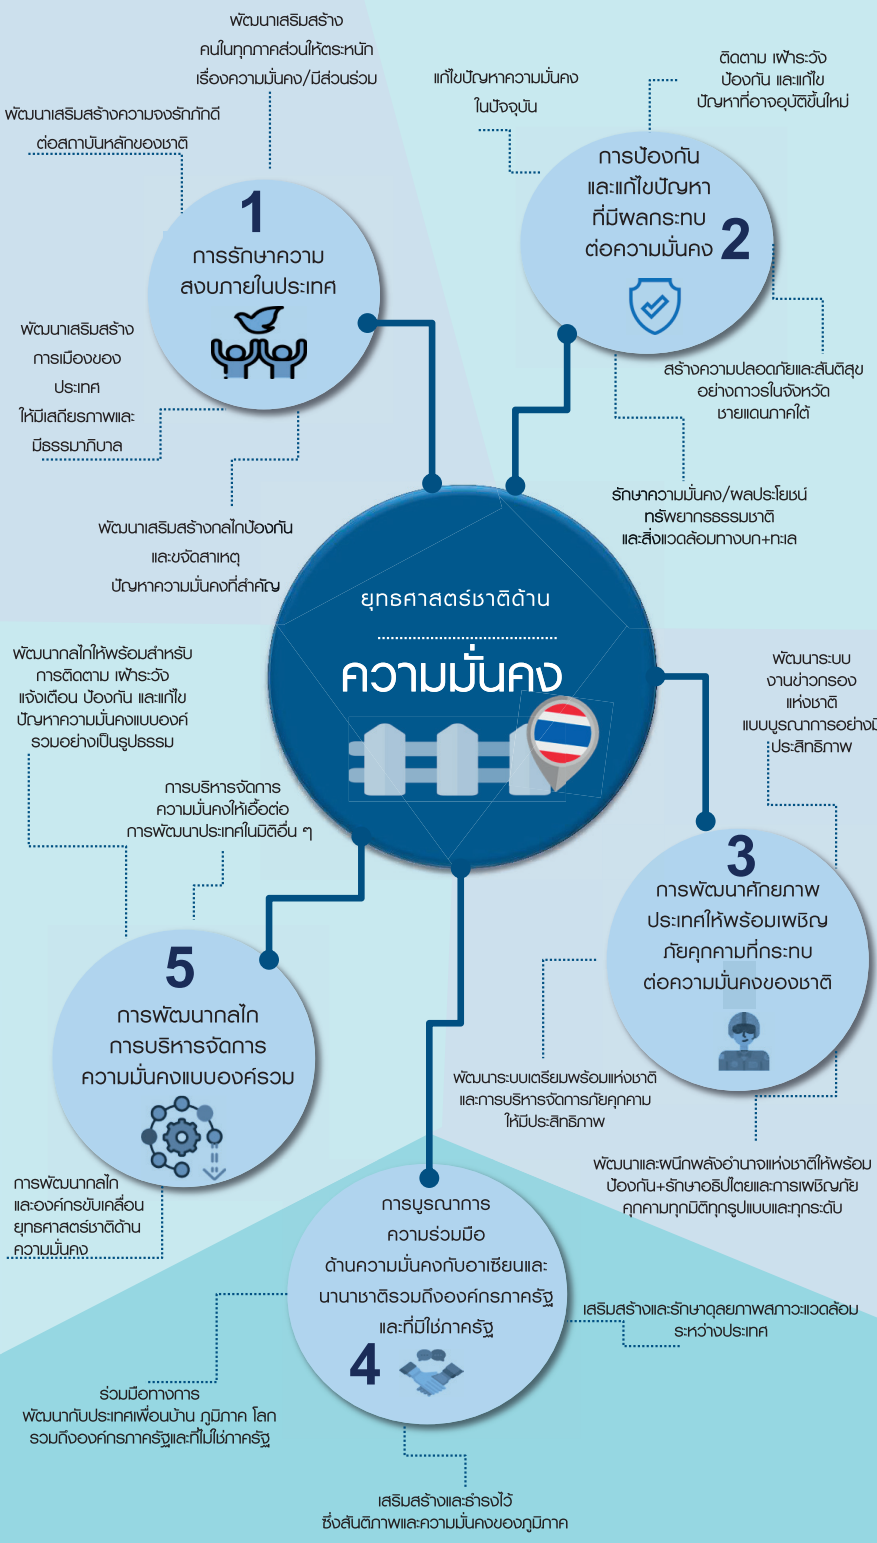 ยุทธศาสตร์ชาติด้าน
ความมั่นคง
1
การรักษาความ
สงบภายในประเทศ
พัฒนาเสริมสร้าง
คนในทุกภาคส่วนให้ตระหนัก
เรื่องความมั่นคง/มีส่วนร่วม
พัฒนาเสริมสร้างความจงรักภักดี
ต่อสถาบันหลักของชาติ
พัฒนาเสริมสร้าง
การเมืองของ
ประเทศ
ให้มีเสถียรภาพและ
มีธรรมาภิบาล
พัฒนาเสริมสร้างกลไกป้องกัน
และขจัดสาเหตุ
ปัญหาความมั่นคงที่สำคัญ
การป้องกัน
และแก้ไขปัญหา
ที่มีผลกระทบ
ต่อความมั่นคง 2
แก้ไขปัญหาความมั่นคง
ในปัจจุบัน
ติดตาม เฝ้าระวัง
ป้องกัน และแก้ไข
ปัญหาที่อาจอุบัติขึ้นใหม่
สร้างความปลอดภัยและสันติสุข
อย่างถาวรในจังหวัด
ชายแดนภาคใต้
รักษาความมั่นคง/ผลประโยชน์
ทรัพยากรธรรมชาติ
และสิ่งแวดล้อมทางบก+ทะเล
3
การพัฒนาศักยภาพ
ประเทศให้พร้อมเผชิญ
ภัยคุกคามที่กระทบ
ต่อความมั่นคงของชาติ
พัฒนาระบบ
งานข่าวกรอง
แห่งชาติ
แบบบูรณาการอย่างมี
ประสิทธิภาพ
พัฒนาระบบเตรียมพร้อมแห่งชาติ
และการบริหารจัดการภัยคุกคาม
ให้มีประสิทธิภาพ
พัฒนาและผนึกพลังอำนาจแห่งชาติให้พร้อม
ป้องกัน+รักษาอธิปไตยและการเผชิญภัย
คุกคามทุกมิติทุกรูปแบบและทุกระดับ
การบูรณาการ
ความร่วมมือ
ด้านความมั่นคงกับอาเซียนและ
นานาชาติรวมถึงองค์กรภาครัฐ
และที่มิใช่ภาครัฐ
4
เสริมสร้างและรักษาดุลยภาพสภาวะแวดล้อม
ระหว่างประเทศ
ร่วมมือทางการ
พัฒนากับประเทศเพื่อนบ้าน ภูมิภาค โลก
รวมถึงองค์กรภาครัฐและที่ไม่ใช่ภาครัฐ
เสริมสร้างและธำรงไว้
ซึ่งสันติภาพและความมั่นคงของภูมิภาค
5
การพัฒนากลไก
การบริหารจัดการ
ความมั่นคงแบบองค์รวม
พัฒนากลไกให้พร้อมสำหรับ
การติดตาม เฝ้าระวัง
แจ้งเตือน ป้องกัน และแก้ไข
ปัญหาความมั่นคงแบบองค์
รวมอย่างเป็นรูปธรรม
การบริหารจัดการ
ความมั่นคงให้เอื้อต่อ
การพัฒนาประเทศในมิติอื่น ๆ
การพัฒนากลไก
และองค์กรขับเคลื่อน
ยุทธศาสตร์ชาติด้าน
ความมั่นคง